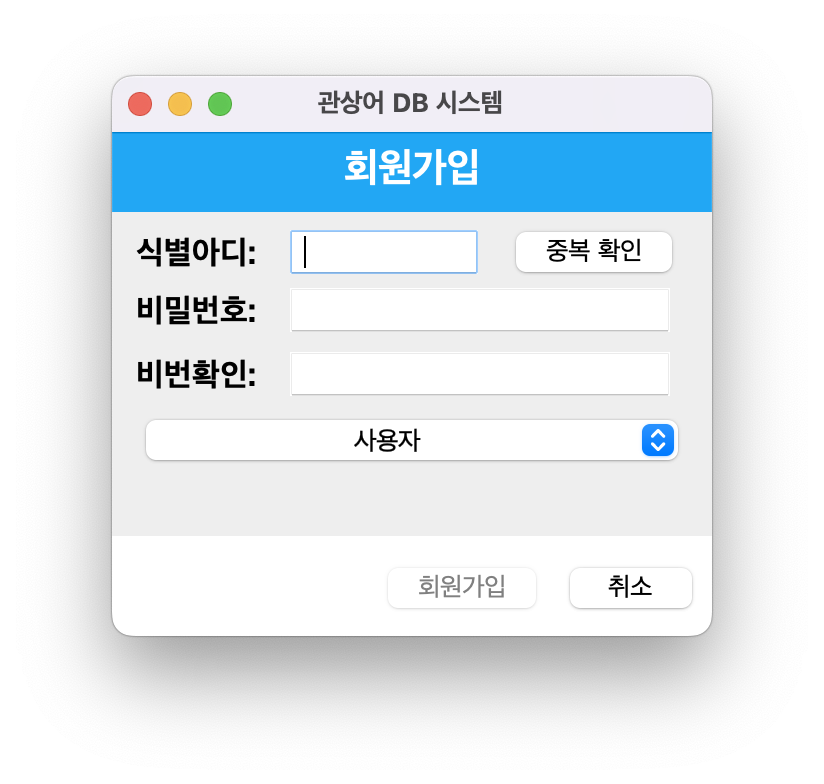 관상어 DB 시스템
회원가입
식별아디: 중복 확인
비밀번호:
비번확인:
사용자
회원가입 취소